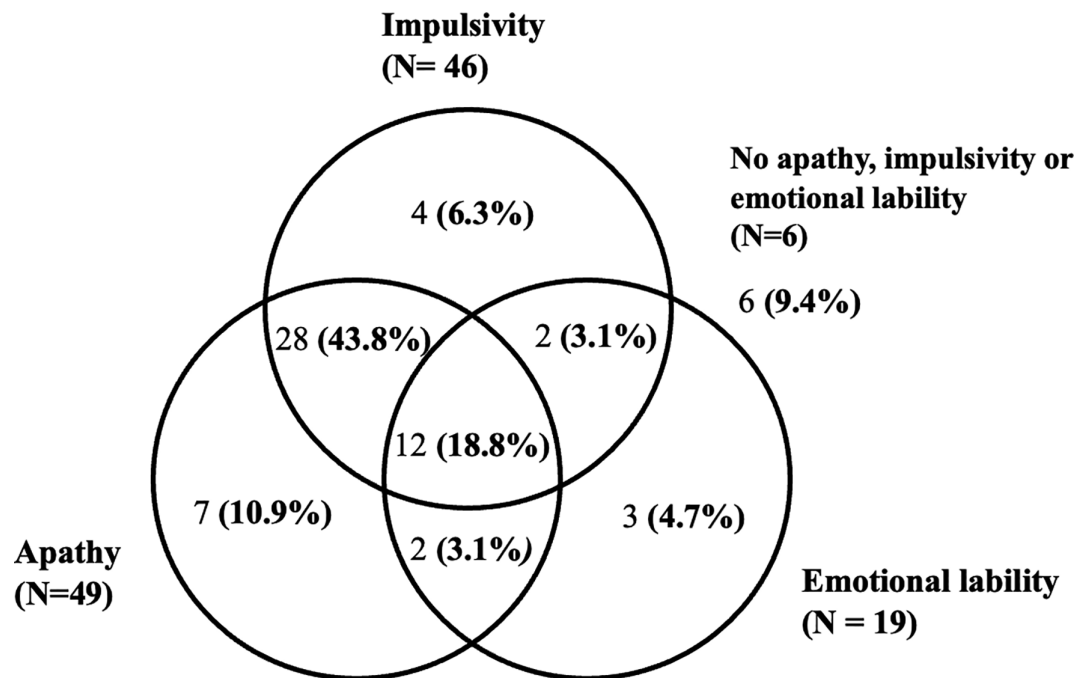 Impulsivity
(N= 46)
No apathy, impulsivity or
emotional lability
(N=6)
4 (6.3%)
6 (9.4%)
28 (43.8%)
2 (3.1%)
12 (18.8%)
7 (10.9%)
3 (4.7%)
2 (3.1%)
Apathy
(N=49)
Emotional lability
(N = 19)